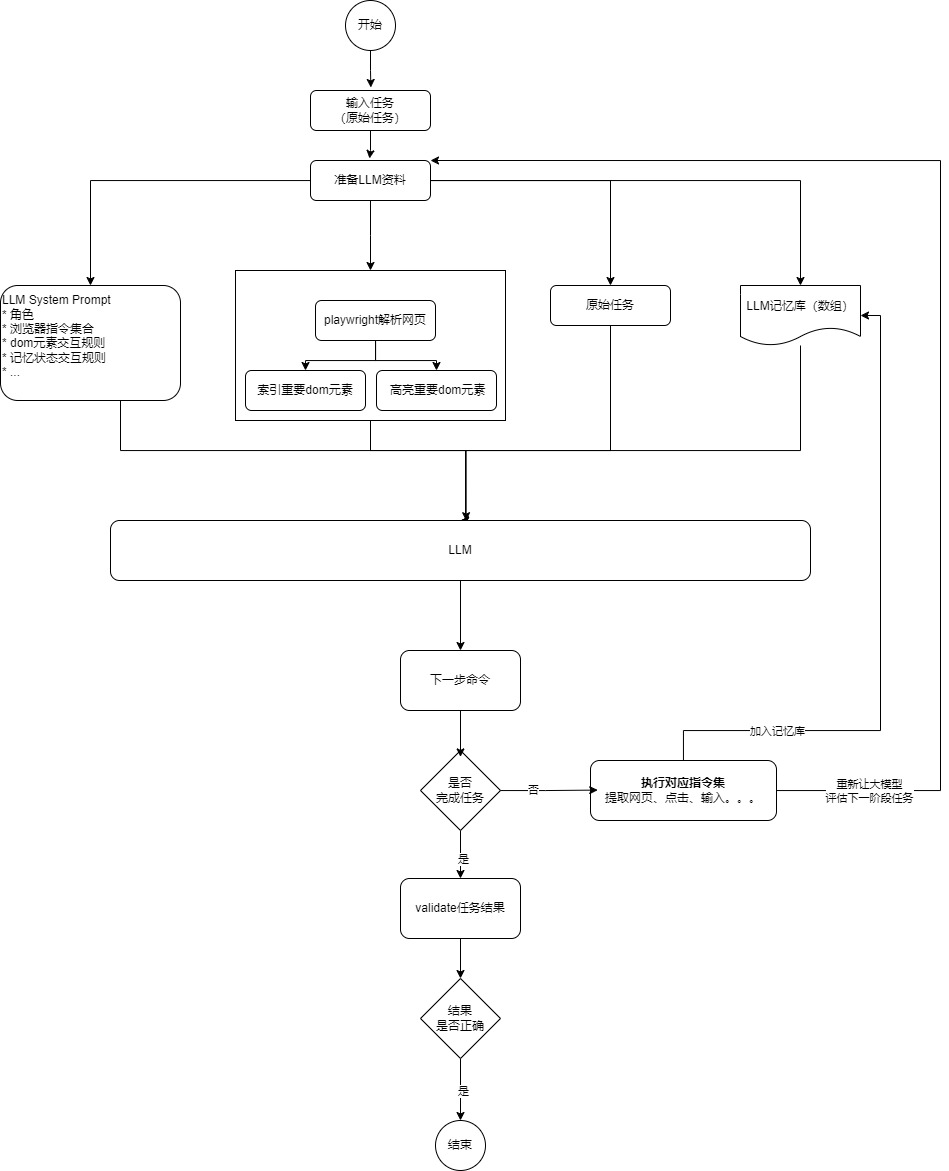 开始
输入任务
（原始任务）
准备LLM资料
LLM System Prompt
* 角色
* 浏览器指令集合
* dom元素交互规则
* 记忆状态交互规则
* ...
playwright解析网页
索引重要dom元素
高亮重要dom元素
原始任务
LLM记忆库（数组）
LLM
下一步命令
加入记忆库
是否
完成任务
否
执行对应指令集
提取网页、点击、输入。。。
重新让大模型
评估下一阶段任务
是
validate任务结果
结果
是否正确
是
结束